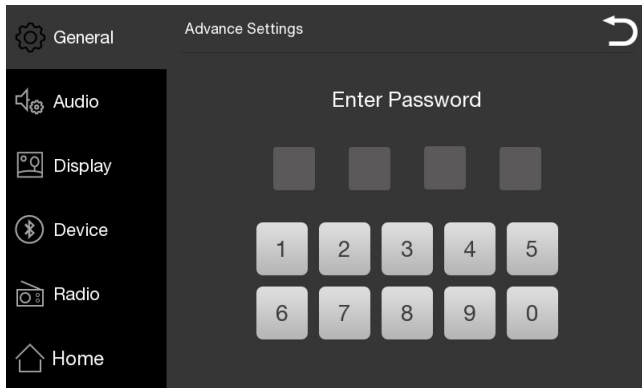 General
Audio
Display
Device
Radio
Home
Advance Settings
Enter Password
1 2 3 4 5
6 7 8 9 0